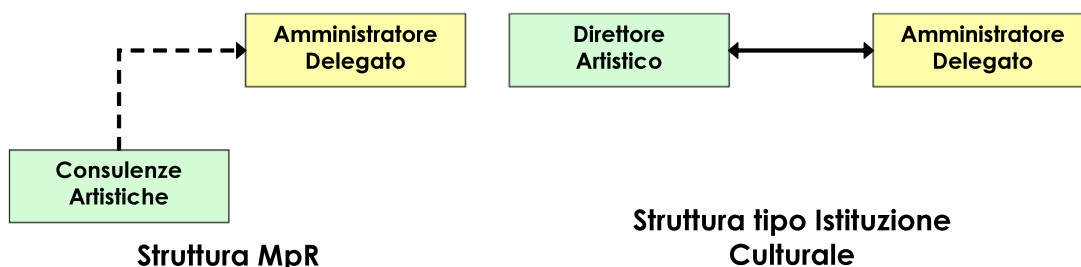 Amministratore
Delegato
Direttore
Artistico
Amministratore
Delegato
Consulenze
Artistiche
Struttura MpR
Struttura tipo Istituzione
Culturale